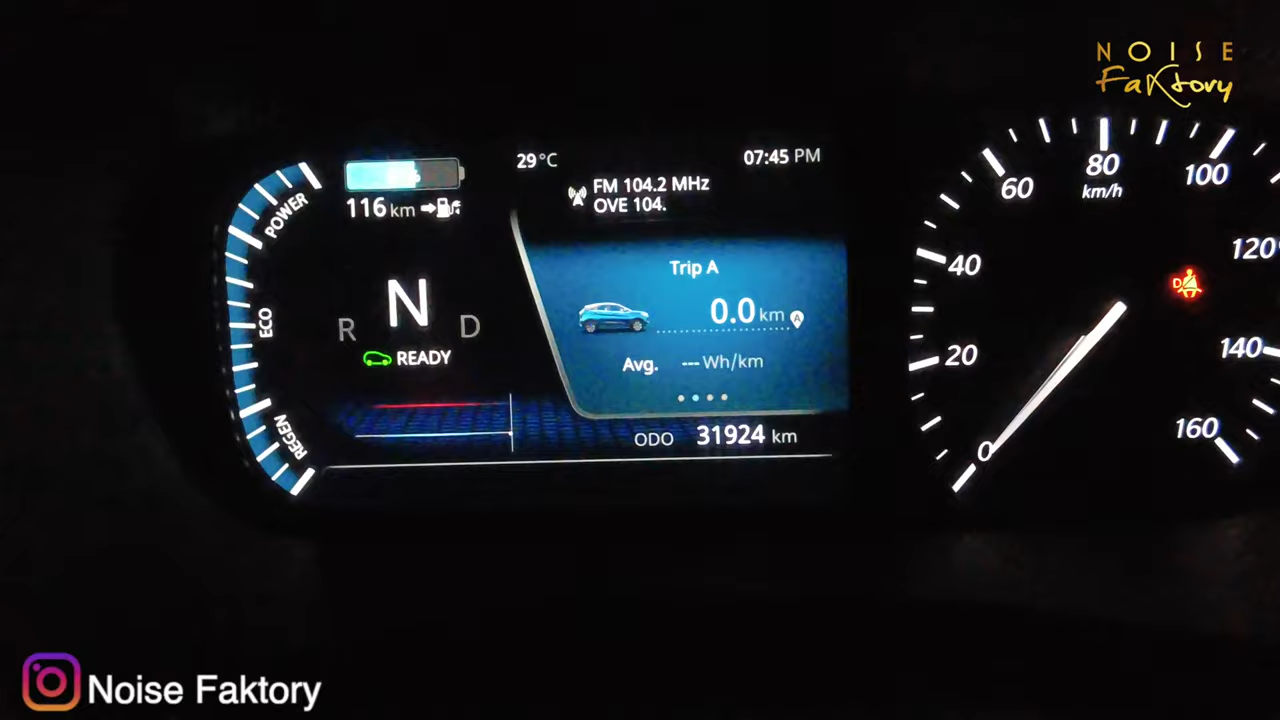 NOISE
FaKtory
29°C
07:45 PM
FM 104.2 MHz
OVE 104.
116 km
POWER
ECO
REGEN
R N D
READY
Trip A
0.0 km
A
Avg. --- Wh/km
ODO 31924 km
0
20
40
60
80
km/h
100
120
140
160
D
Noise Faktory